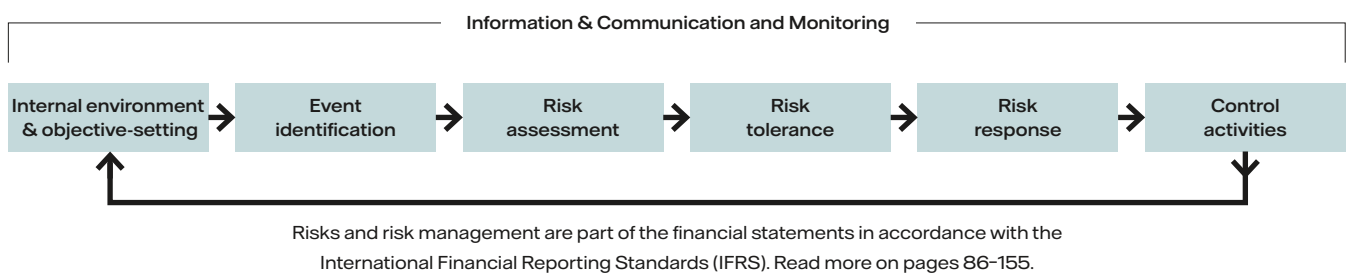 Information & Communication and Monitoring
Internal environment
& objective-setting
Event
identification
Risk
assessment
Risk
tolerance
Risk
response
Control
activities
Risks and risk management are part of the financial statements in accordance with the
International Financial Reporting Standards (IFRS). Read more on pages 86–155.